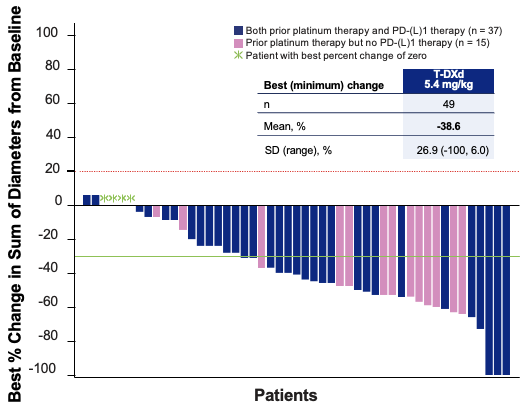 Best % Change in Sum of Diameters from Baseline
100
80
60
40
20
0
-20
-40
-60
-80
-100
Both prior platinum therapy and PD-(L)1 therapy (n = 37)
Prior platinum therapy but no PD-(L)1 therapy (n = 15)
Patient with best percent change of zero
Best (minimum) change
T-DXd
5.4 mg/kg
n 49
Mean, % -38.6
SD (range), % 26.9 (-100, 6.0)
Patients